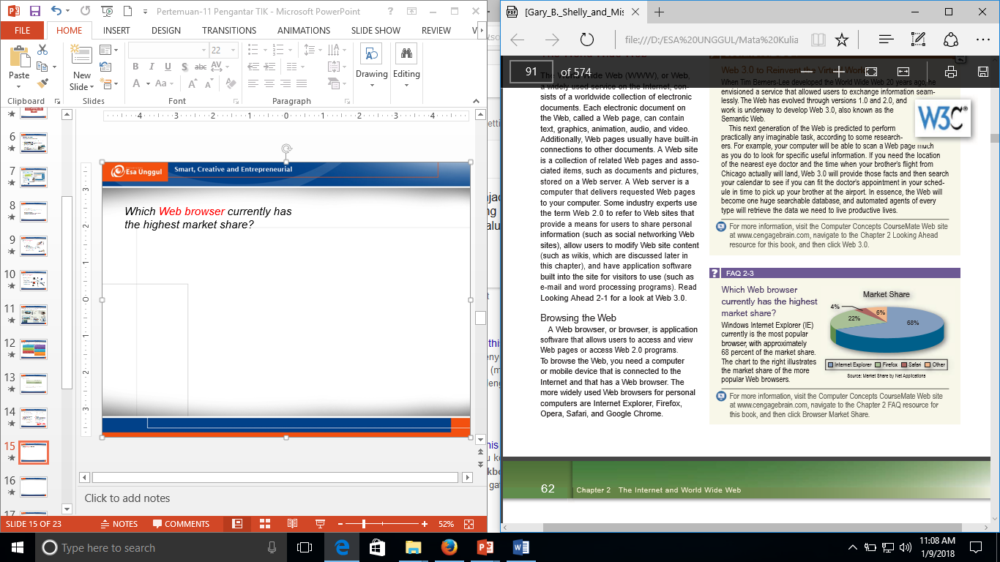 Pertemuan-11 Pengantar TIK - Microsoft PowerPoint
FILE HOME INSERT DESIGN TRANSITIONS ANIMATIONS SLIDE SHOW REVIEW V
Paste
New
Slide
22
Drawing
Editing
Clipboard
Slides
Font
Paragraph
6
7
8
9
10
11
12
13
14
15
16
17
4 3 2 1 0 1 2 3 4
3
2
1
0
1
2
3
Esa Unggul
Smart, Creative and Entrepreneurial
Which Web browser currently has
the highest market share?
Click to add notes
SLIDE 15 OF 23
NOTES
COMMENTS
52%
[Gary_B._Shelly_and_Mis
file:///D:/ESA%20UNGGUL/Mata%20Kulia
91 of 574
The World Wide Web (WWW), or Web,
a widely used service on the Internet, con-
sists of a worldwide collection of electronic
documents. Each electronic document on
the Web, called a Web page, can contain
text, graphics, animation, audio, and video.
Additionally, Web pages usually have built-in
connections to other documents. A Web site
is a collection of related Web pages and asso-
ciated items, such as documents and pictures,
stored on a Web server. A Web server is a
computer that delivers requested Web pages
to your computer. Some industry experts use
the term Web 2.0 to refer to Web sites that
provide a means for users to share personal
information (such as social networking Web
sites), allow users to modify Web site content
(such as wikis, which are discussed later in
this chapter), and have application software
built into the site for visitors to use (such as
e-mail and word processing programs). Read
Looking Ahead 2-1 for a look at Web 3.0.
Browsing the Web
A Web browser, or browser, is application
software that allows users to access and view
Web pages or access Web 2.0 programs.
To browse the Web, you need a computer
or mobile device that is connected to the
Internet and that has a Web browser. The
more widely used Web browsers for personal
computers are Internet Explorer, Firefox,
Opera, Safari, and Google Chrome.
Web 3.0 to Reinvent the Virtual World
When Tim Berners-Lee developed the World Wide Web 20 years ago, he
envisioned a service that allowed users to exchange information seam-
lessly. The Web has evolved through versions 1.0 and 2.0, and
work is underway to develop Web 3.0, also known as the
Semantic Web.
This next generation of the Web is predicted to perform
practically any imaginable task, according to some research-
ers. For example, your computer will be able to scan a Web page much
as you do to look for specific useful information. If you need the location
of the nearest eye doctor and the time when your brother's flight from
Chicago actually will land, Web 3.0 will provide those facts and then search
your calendar to see if you can fit the doctor's appointment in your sched-
ule in time to pick up your brother at the airport. In essence, the Web will
become one huge searchable database, and automated agents of every
type will retrieve the data we need to live productive lives.
W3C®
For more information, visit the Computer Concepts CourseMate Web site
at www.cengagebrain.com, navigate to the Chapter 2 Looking Ahead
resource for this book, and then click Web 3.0.
? FAQ 2-3
Which Web browser
currently has the highest
market share?
Windows Internet Explorer (IE)
currently is the most popular
browser, with approximately
68 percent of the market share.
The chart to the right illustrates
the market share of the more
popular Web browsers.
Market Share
4%
6%
22%
68%
Internet Explorer Firefox Safari Other
Source: Market Share by Net Applications
For more information, visit the Computer Concepts CourseMate Web site
at www.cengagebrain.com, navigate to the Chapter 2 FAQ resource for
this book, and then click Browser Market Share.
62 Chapter 2 The Internet and World Wide Web
Type here to search
11:08 AM
1/9/2018